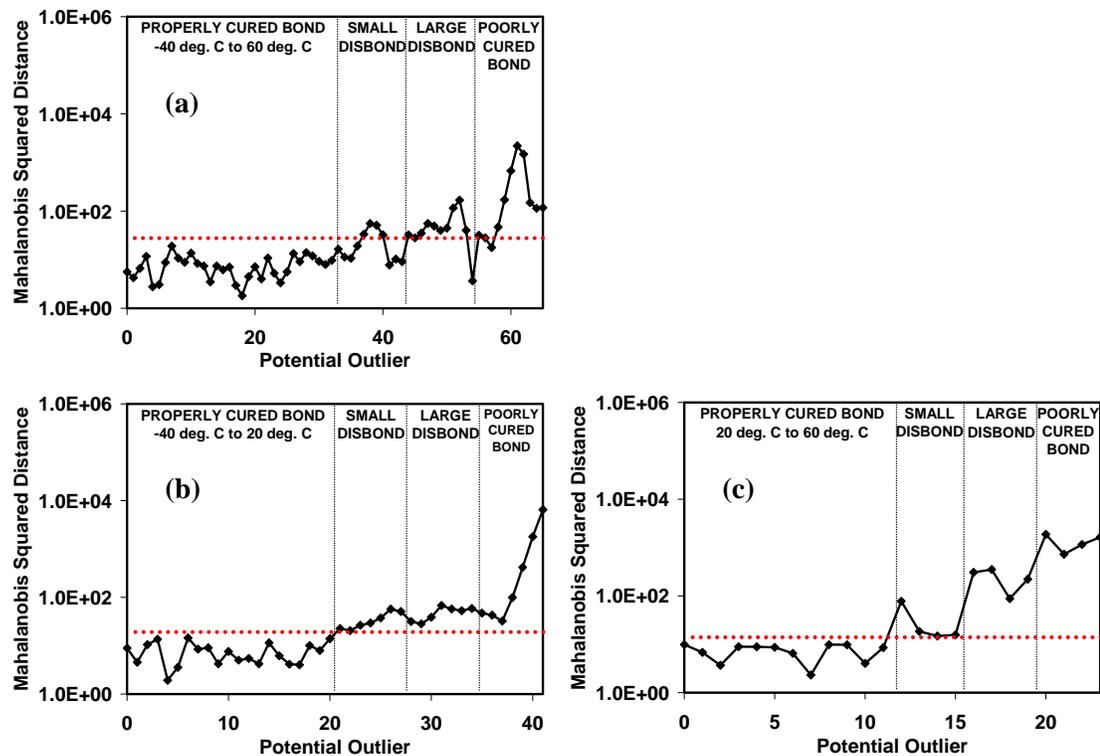 Mahalanobis Squared Distance
1.0E+06
1.0E+04
1.0E+02
1.0E+00
PROPERLY CURED BOND
-40 deg. C to 60 deg. C
SMALL
DISBOND
LARGE
DISBOND
POORLY
CURED
BOND
(a)
0 20 40 60
Potential Outlier
Mahalanobis Squared Distance
1.0E+06
1.0E+04
1.0E+02
1.0E+00
PROPERLY CURED BOND
-40 deg. C to 20 deg. C
SMALL
DISBOND
LARGE
DISBOND
POORLY
CURED
BOND
(b)
0 10 20 30 40
Potential Outlier
Mahalanobis Squared Distance
1.0E+06
1.0E+04
1.0E+02
1.0E+00
PROPERLY CURED BOND
20 deg. C to 60 deg. C
SMALL
DISBOND
LARGE
DISBOND
POORLY
CURED
BOND
(c)
0 5 10 15 20
Potential Outlier